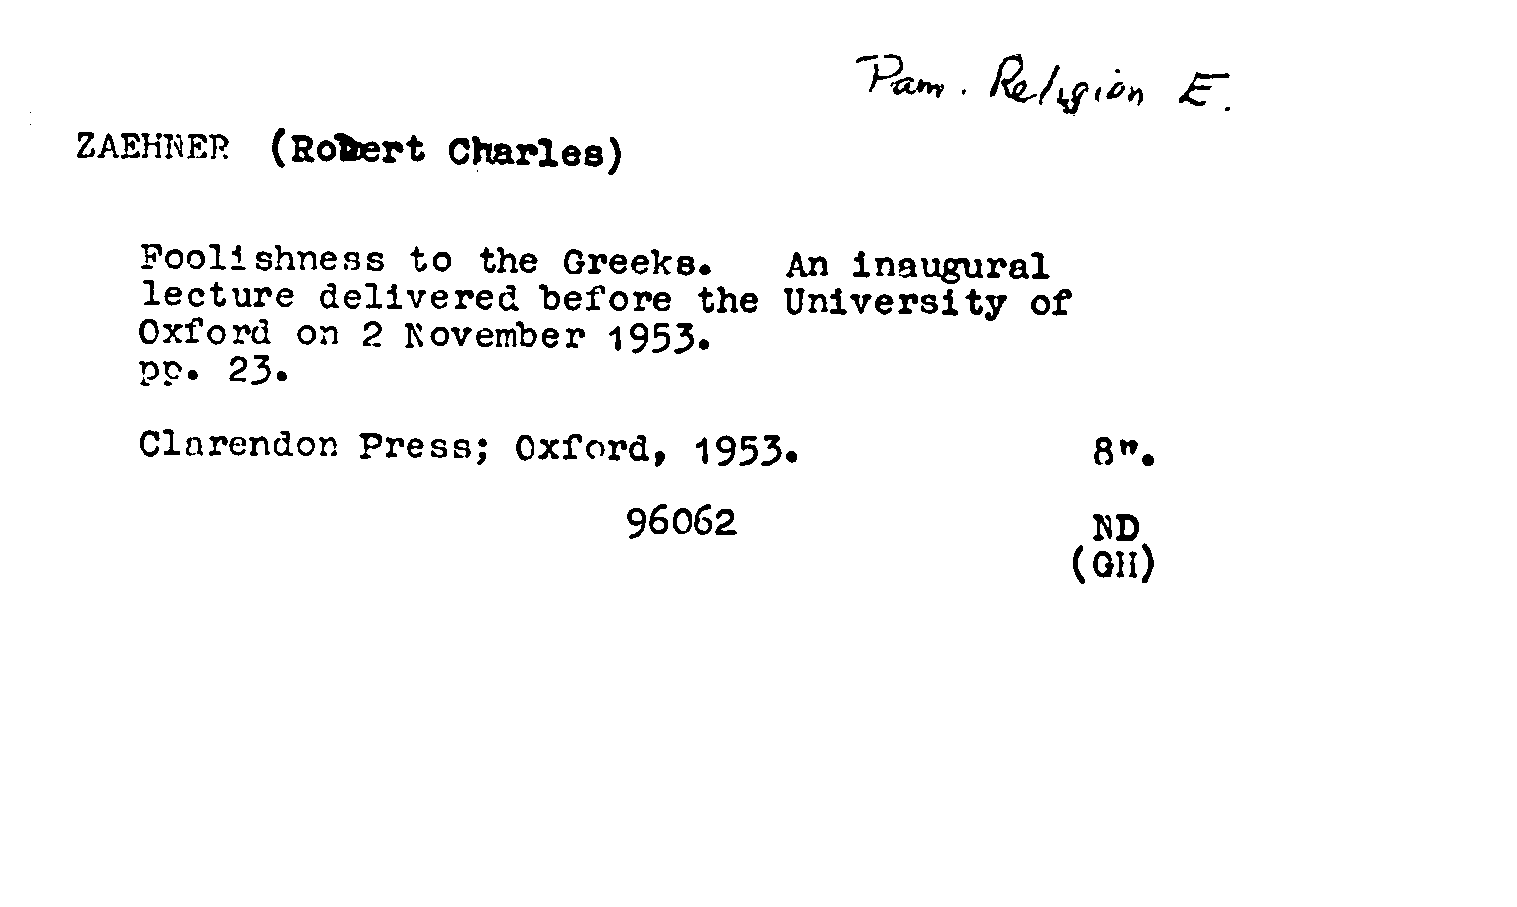 Pam. Religion E.
ZAEHNER (Robert Charles)
Foolishness to the Greeks. An inaugural
lecture delivered before the University of
Oxford on 2 November 1953.
pp. 23.
Clarendon Press; Oxford, 1953. 8".
96062 ND
(GH)